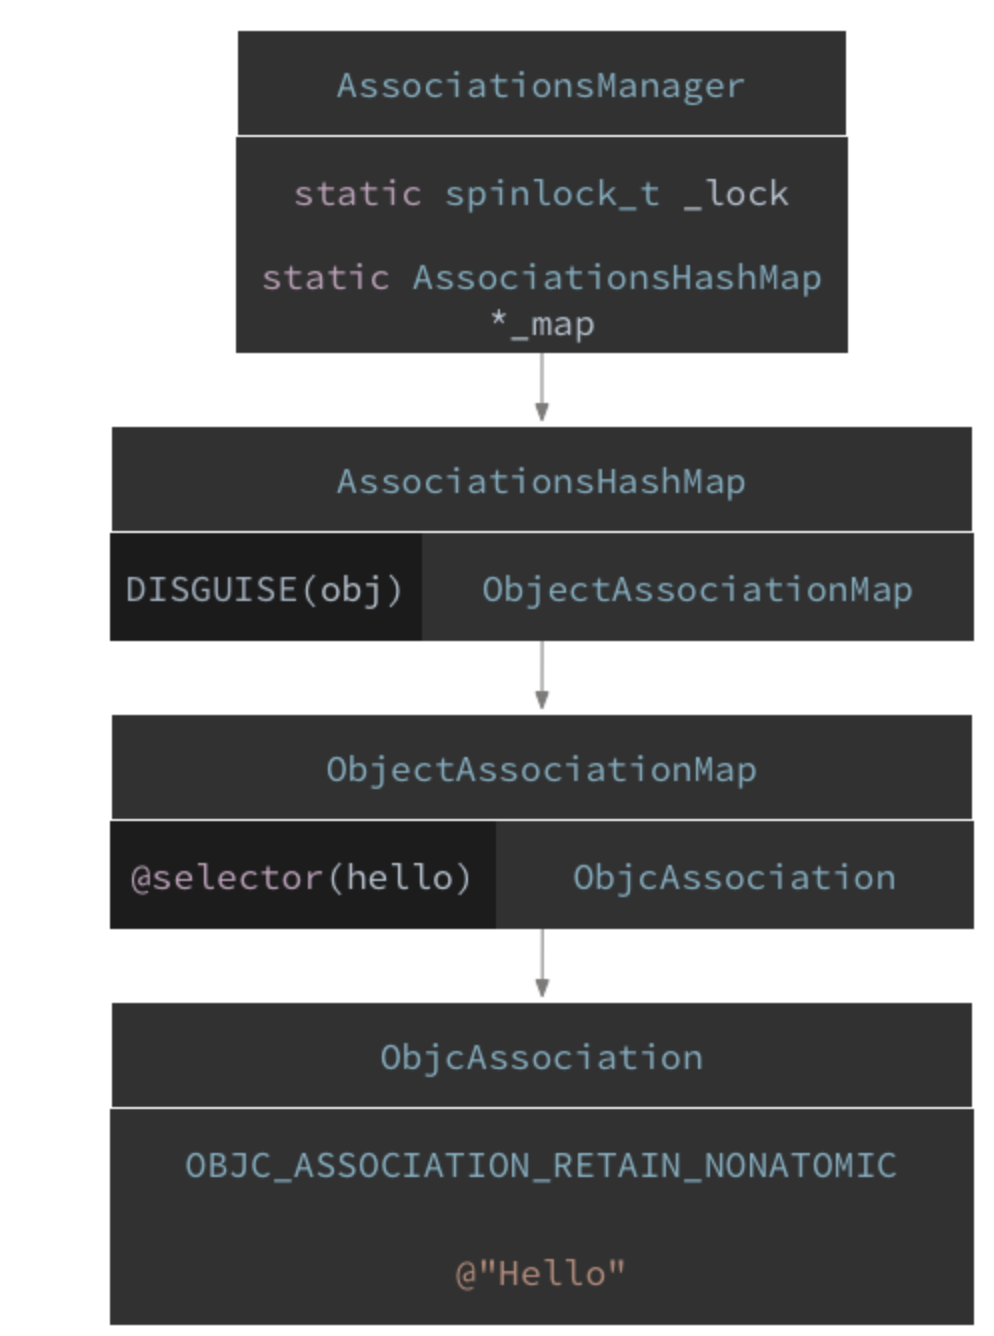 AssociationsManager
static spinlock_t _lock
static AssociationsHashMap
*_map
AssociationsHashMap
DISGUISE(obj) ObjectAssociationMap
ObjectAssociationMap
@selector(hello) ObjcAssociation
ObjcAssociation
OBJC_ASSOCIATION_RETAIN_NONATOMIC
@"Hello"